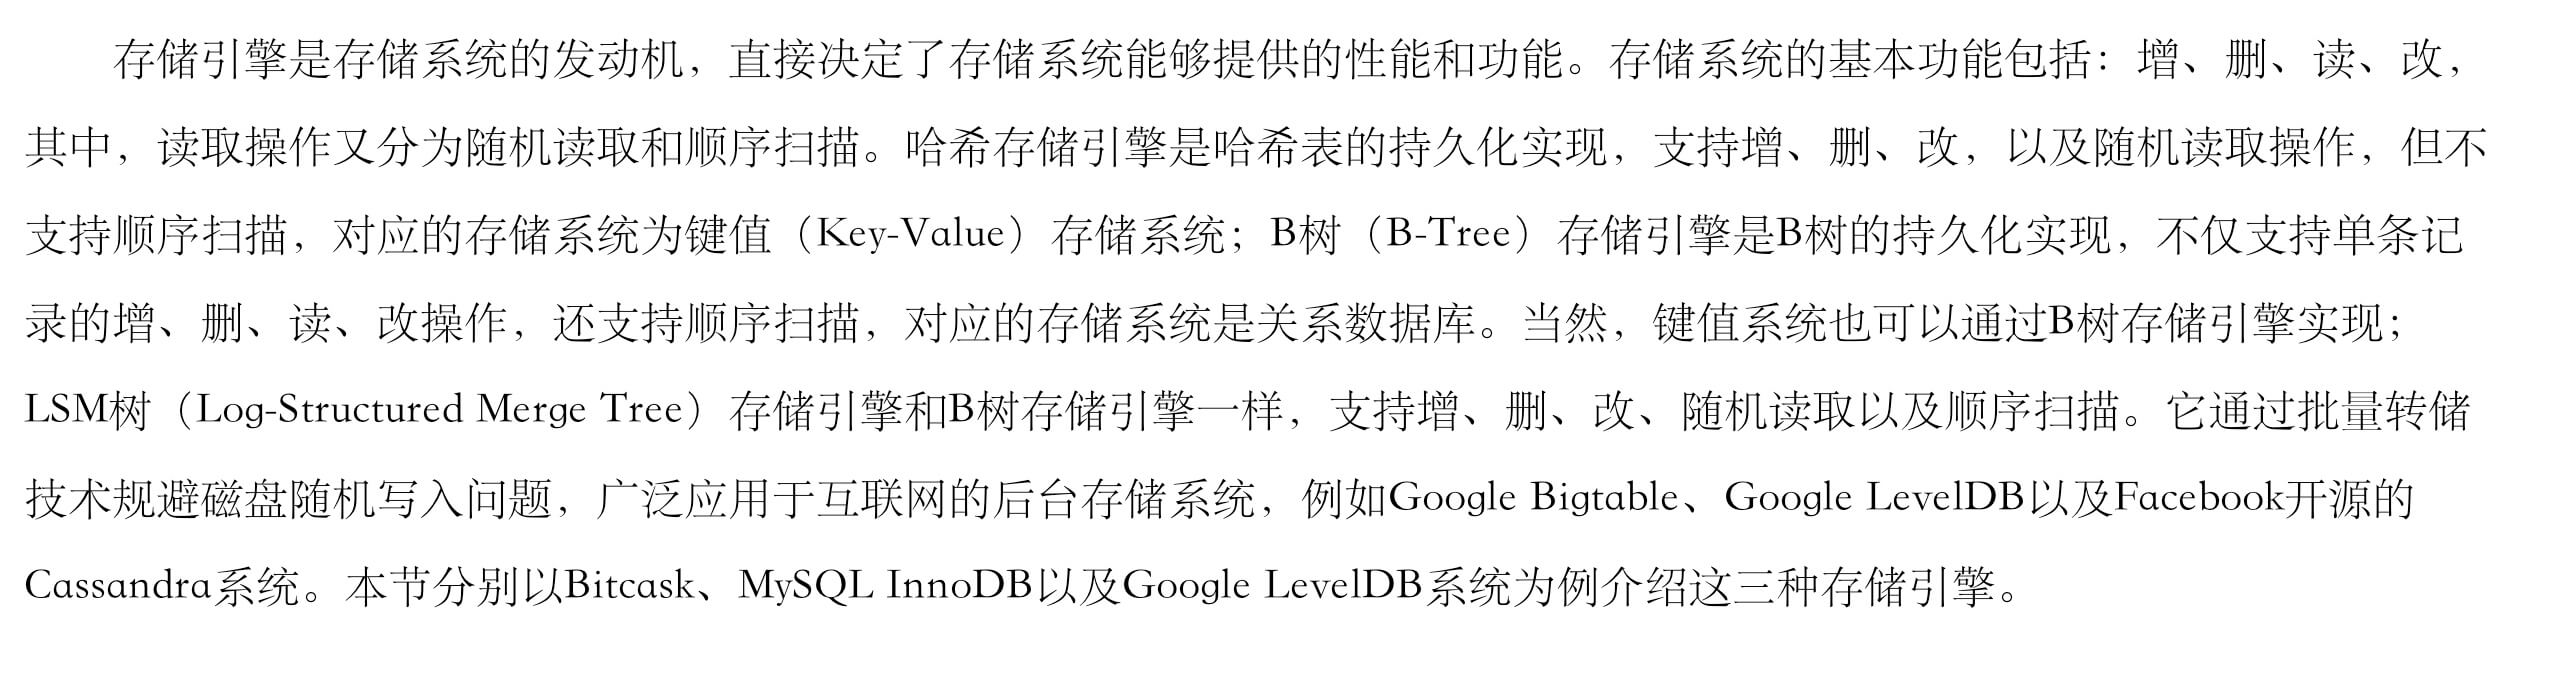 存储引擎是存储系统的发动机，直接决定了存储系统能够提供的性能和功能。存储系统的基本功能包括：增、删、读、改，
其中，读取操作又分为随机读取和顺序扫描。哈希存储引擎是哈希表的持久化实现，支持增、删、改，以及随机读取操作，但不
支持顺序扫描，对应的存储系统为键值（Key-Value）存储系统；B树（B-Tree）存储引擎是B树的持久化实现，不仅支持单条记
录的增、删、读、改操作，还支持顺序扫描，对应的存储系统是关系数据库。当然，键值系统也可以通过B树存储引擎实现；
LSM树（Log-Structured Merge Tree）存储引擎和B树存储引擎一样，支持增、删、改、随机读取以及顺序扫描。它通过批量转储
技术规避磁盘随机写入问题，广泛应用于互联网的后台存储系统，例如Google Bigtable、Google LevelDB以及Facebook开源的
Cassandra系统。本节分别以Bitcask、MySQL InnoDB以及Google LevelDB系统为例介绍这三种存储引擎。